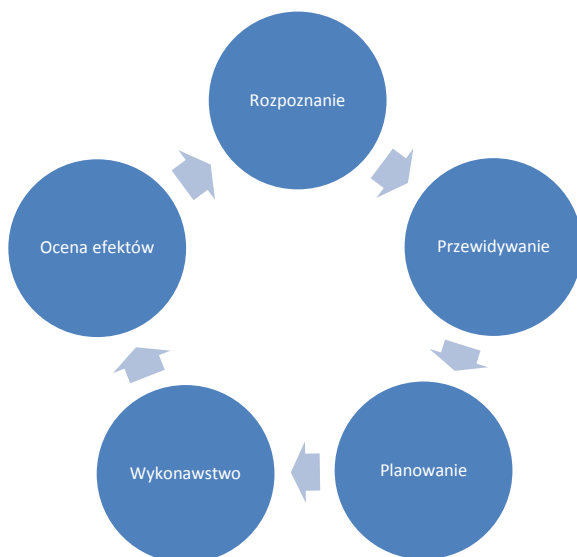 Rozpoznanie
Przewidywanie
Planowanie
Wykonawstwo
Ocena efektów